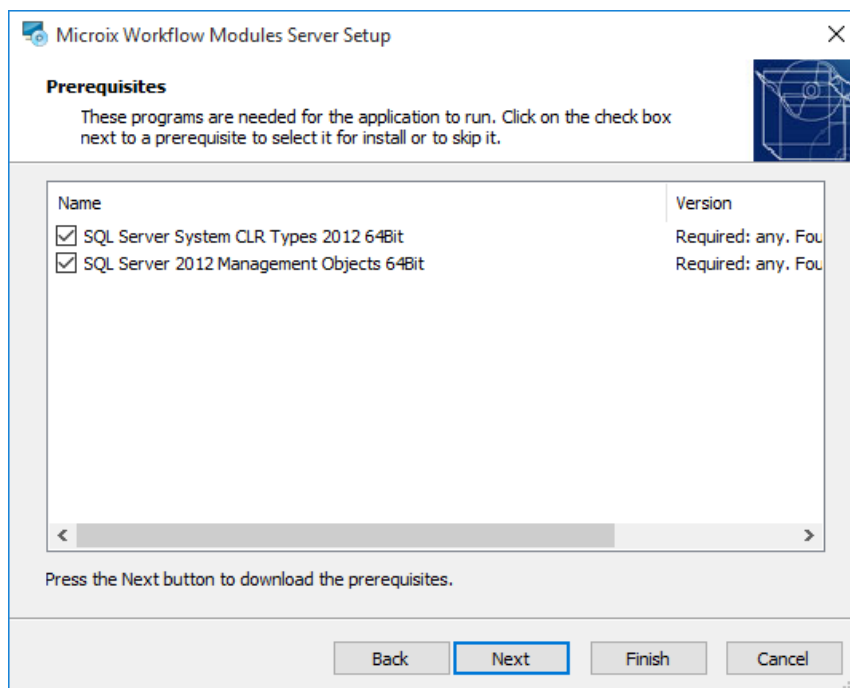 Microix Workflow Modules Server Setup
Prerequisites
These programs are needed for the application to run. Click on the check box
next to a prerequisite to select it for install or to skip it.
Name Version
SQL Server System CLR Types 2012 64Bit Required: any. Fou
SQL Server 2012 Management Objects 64Bit Required: any. Fou
Press the Next button to download the prerequisites.
Back Next Finish Cancel